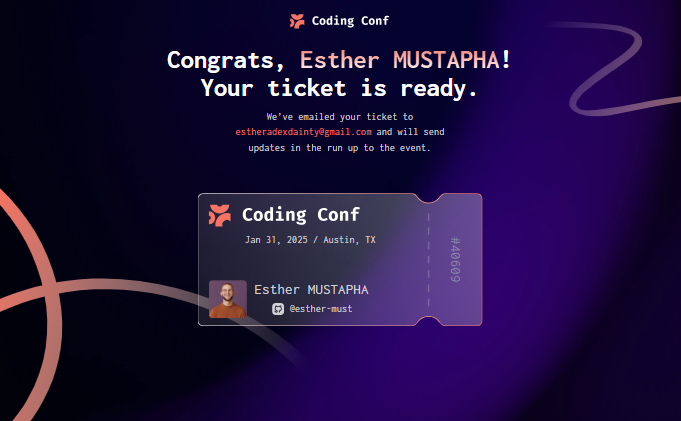 Coding Conf
Congrats, Esther MUSTAPHA!
Your ticket is ready.
We've emailed your ticket to
estheradexdainty@gmail.com and will send
updates in the run up to the event.
Coding Conf
Jan 31, 2025 / Austin, TX
Esther MUSTAPHA
@esther-must
#40609